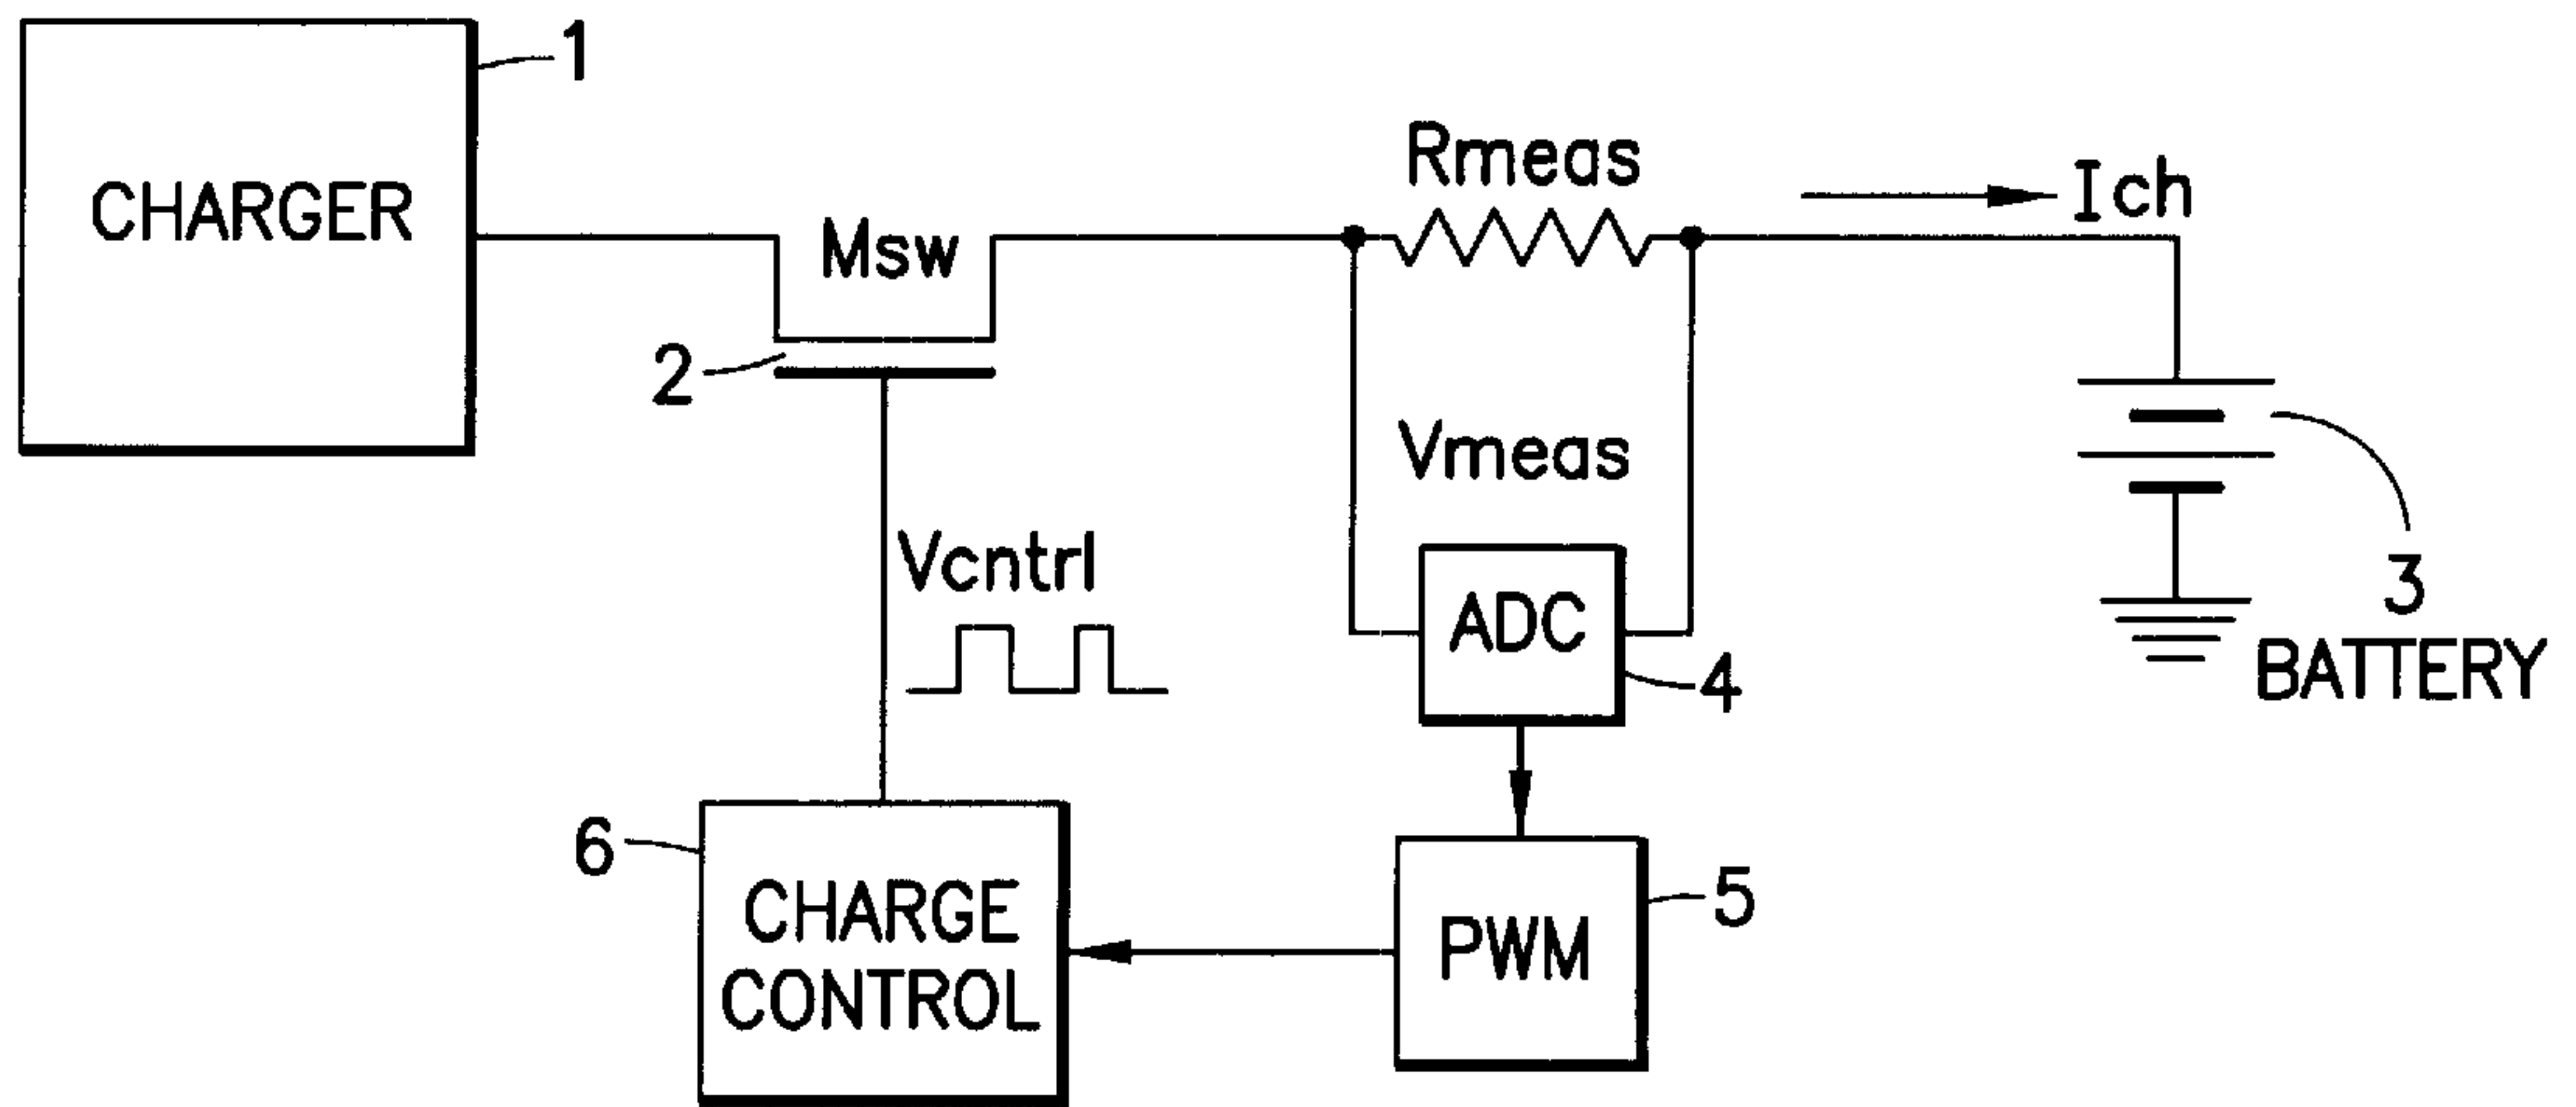 1
CHARGER
Rmeas
Ich
Msw
2
Vmeas
Vcntrl
ADC
3
BATTERY
4
6
CHARGE
CONTROL
PWM
5